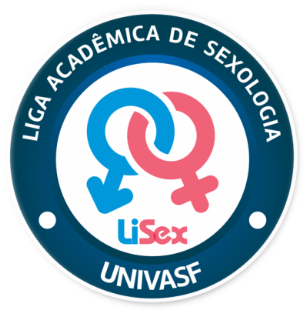 LIGA ACADÊMICA DE SEXOLOGIA
LiSex
UNIVASF